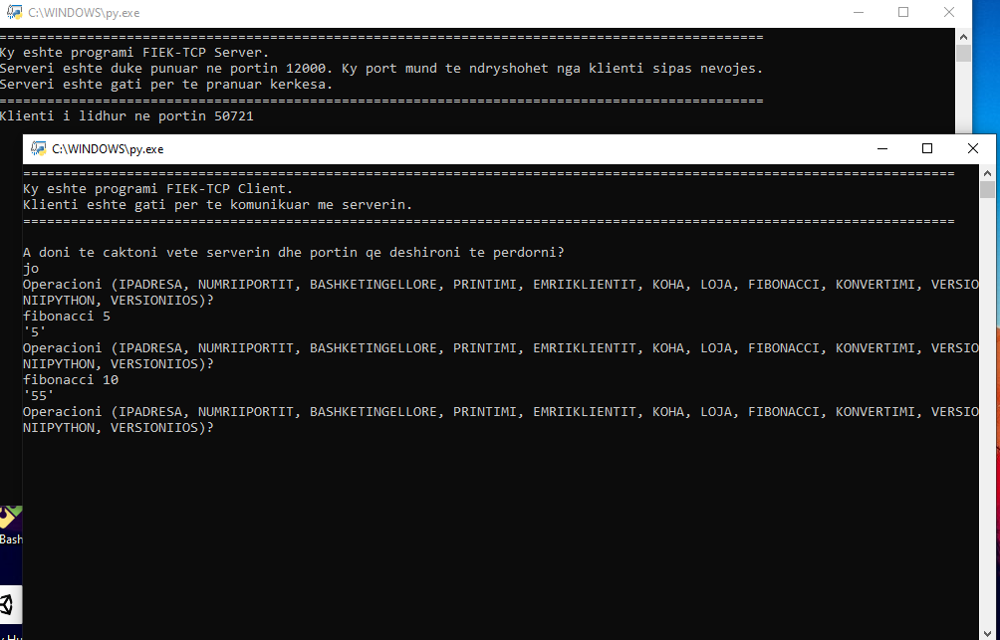 C:\WINDOWS\py.exe
================================================================================================
Ky eshte programi FIEK-TCP Server.
Serveri eshte duke punuar ne portin 12000. Ky port mund te ndryshohet nga klienti sipas nevojes.
Serveri eshte gati per te pranuar kerkesa.
================================================================================================
Klienti i lidhur ne portin 50721
C:\WINDOWS\py.exe
=====================================================================================================================
Ky eshte programi FIEK-TCP Client.
Klienti eshte gati per te komunikuar me serverin.
=====================================================================================================================
A doni te caktoni vete serverin dhe portin qe deshironi te perdorni?
jo
Operacioni (IPADRESA, NUMRIIPORTIT, BASHKETINGELLORE, PRINTIMI, EMRIIKLIENTIT, KOHA, LOJA, FIBONACCI, KONVERTIMI, VERSIO
NIIPYTHON, VERSIONIIOS)?
fibonacci 5
'5'
Operacioni (IPADRESA, NUMRIIPORTIT, BASHKETINGELLORE, PRINTIMI, EMRIIKLIENTIT, KOHA, LOJA, FIBONACCI, KONVERTIMI, VERSIO
NIIPYTHON, VERSIONIIOS)?
fibonacci 10
'55'
Operacioni (IPADRESA, NUMRIIPORTIT, BASHKETINGELLORE, PRINTIMI, EMRIIKLIENTIT, KOHA, LOJA, FIBONACCI, KONVERTIMI, VERSIO
NIIPYTHON, VERSIONIIOS)?
Bash